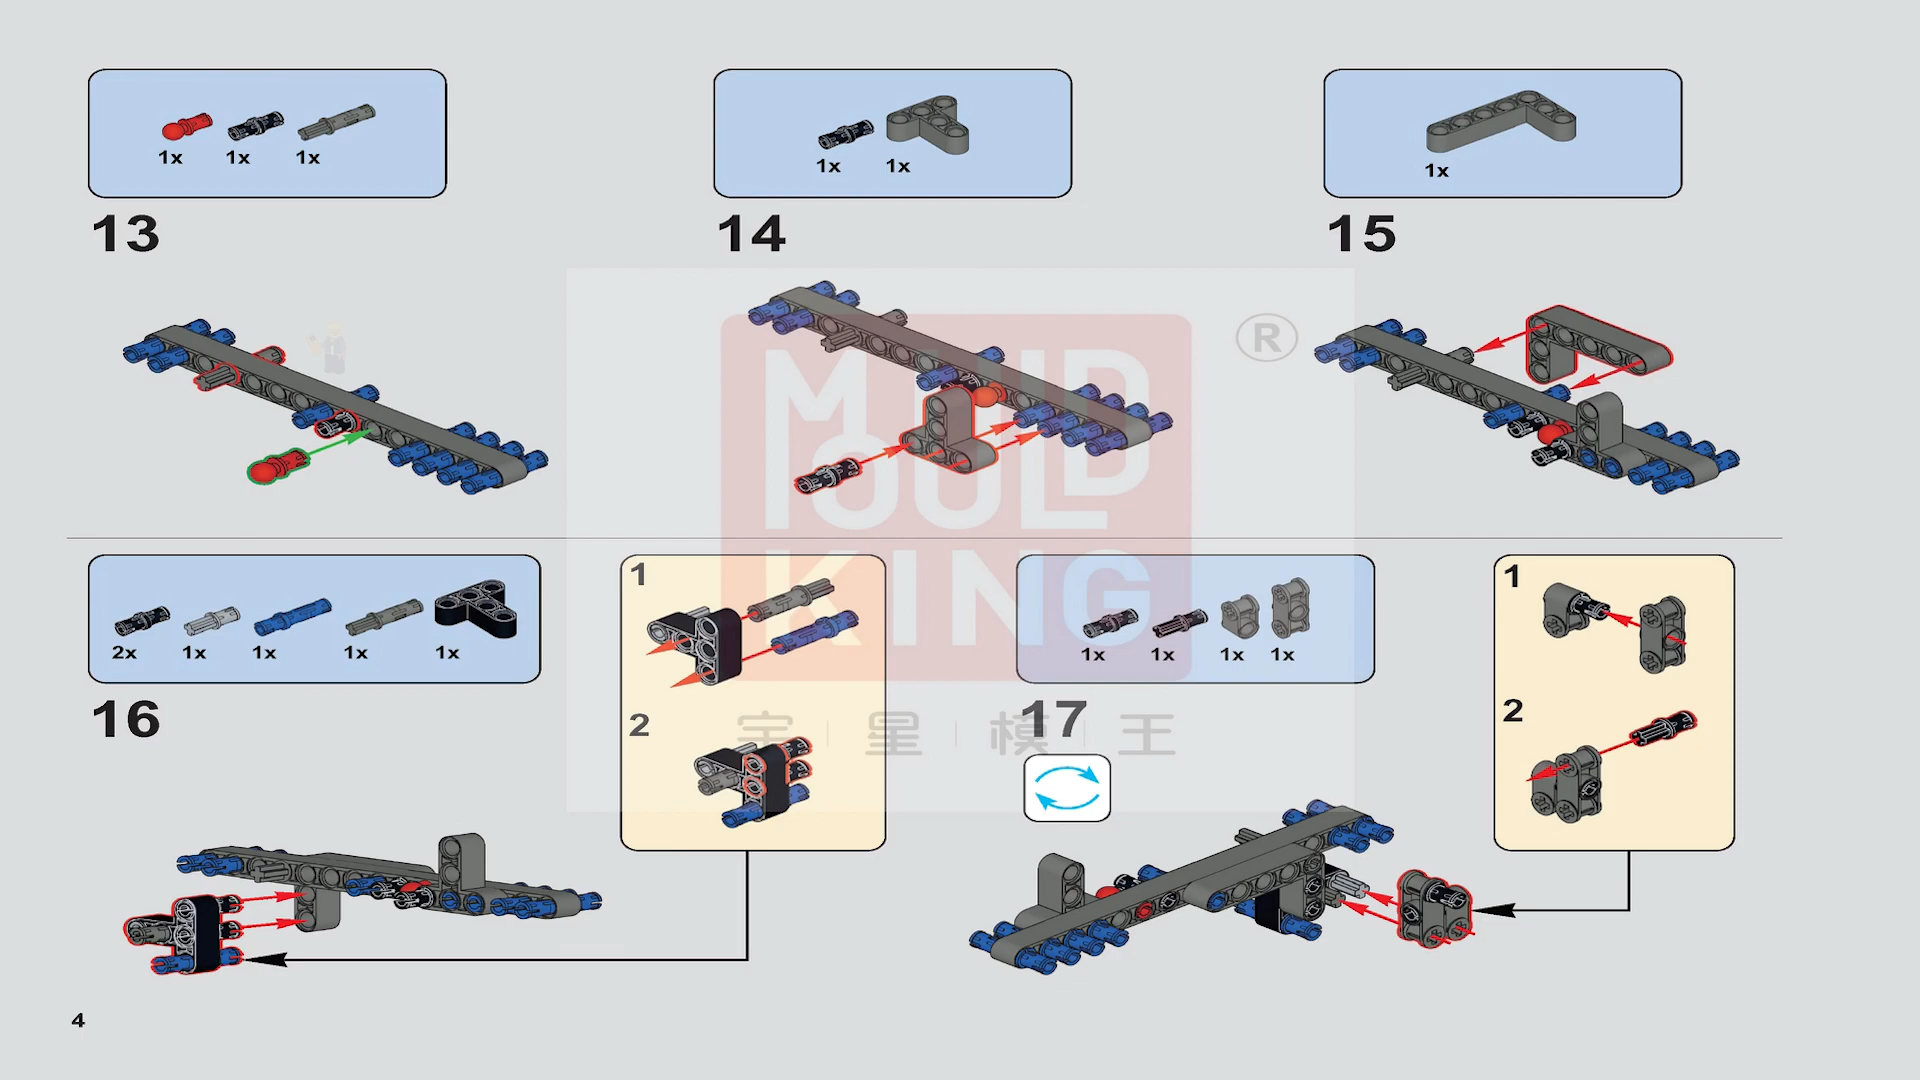 1x 1x 1x
13
1x 1x
14
1x
15
®
MOULD
KING
2x 1x 1x 1x 1x
16
1
2
1x 1x 1x 1x
17
1
2
宇 星 模 王
4